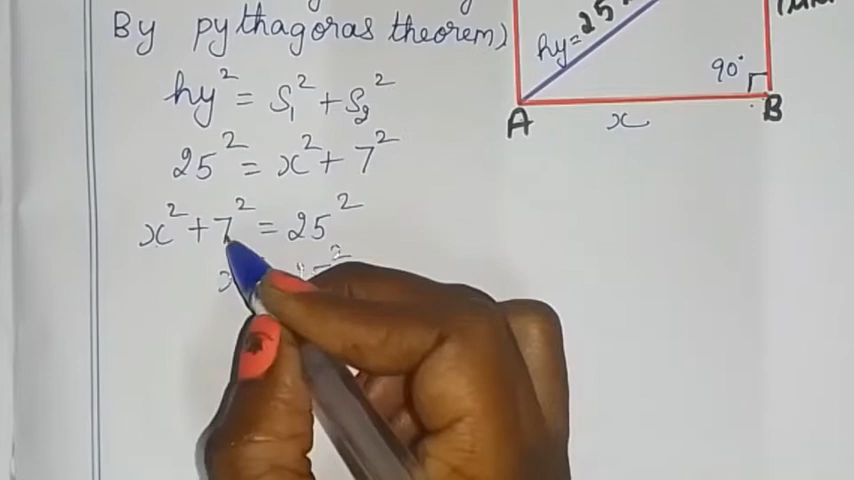 By pythagoras theorem)
hy² = S₁² + S₂²
25² = x² + 7²
x² + 7² = 25²
hy = 25
90°
A
x
B